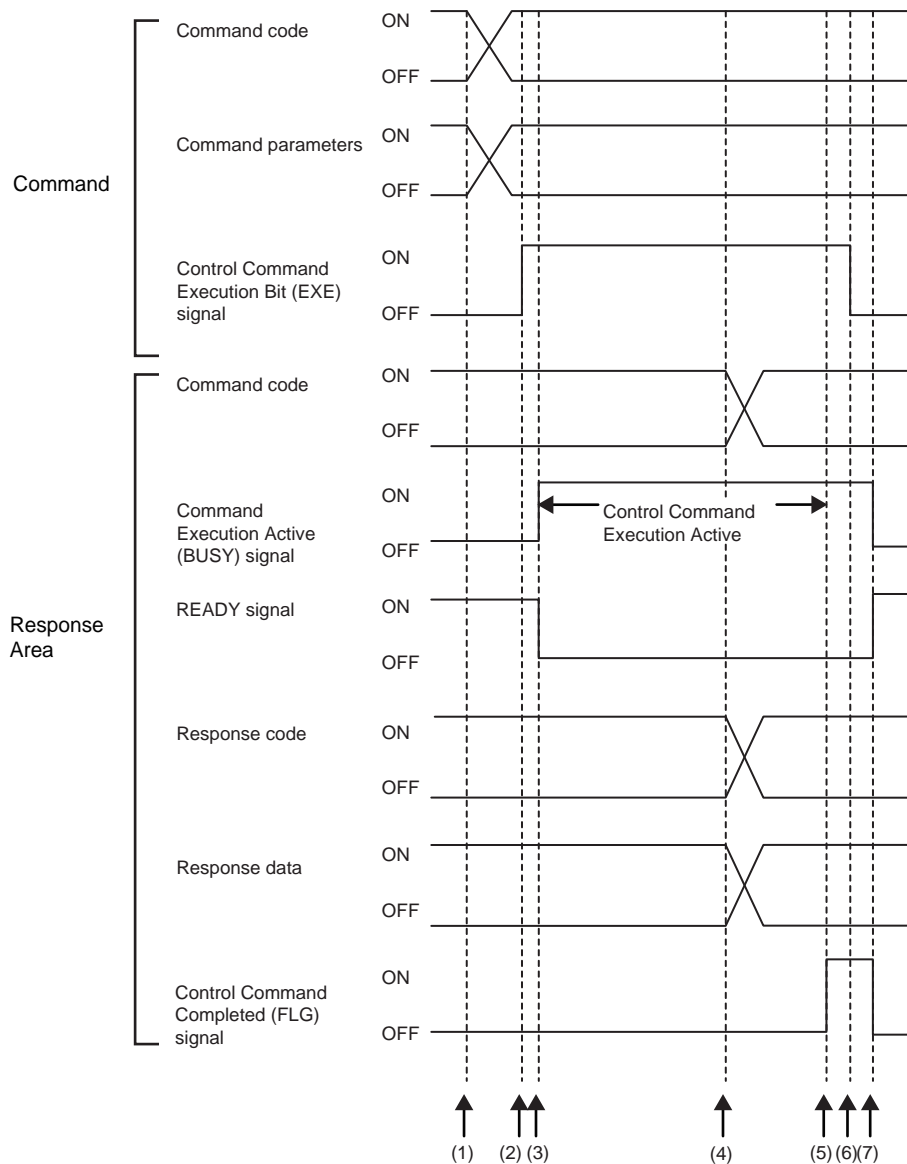 Command code
ON
OFF
Command parameters
ON
OFF
Command
Control Command
Execution Bit (EXE)
signal
ON
OFF
Command code
ON
OFF
Command
Execution Active
(BUSY) signal
ON
OFF
Control Command
Execution Active
READY signal
ON
OFF
Response
Area
Response code
ON
OFF
Response data
ON
OFF
Control Command
Completed (FLG)
signal
ON
OFF
(1) (2) (3) (4) (5) (6)(7)